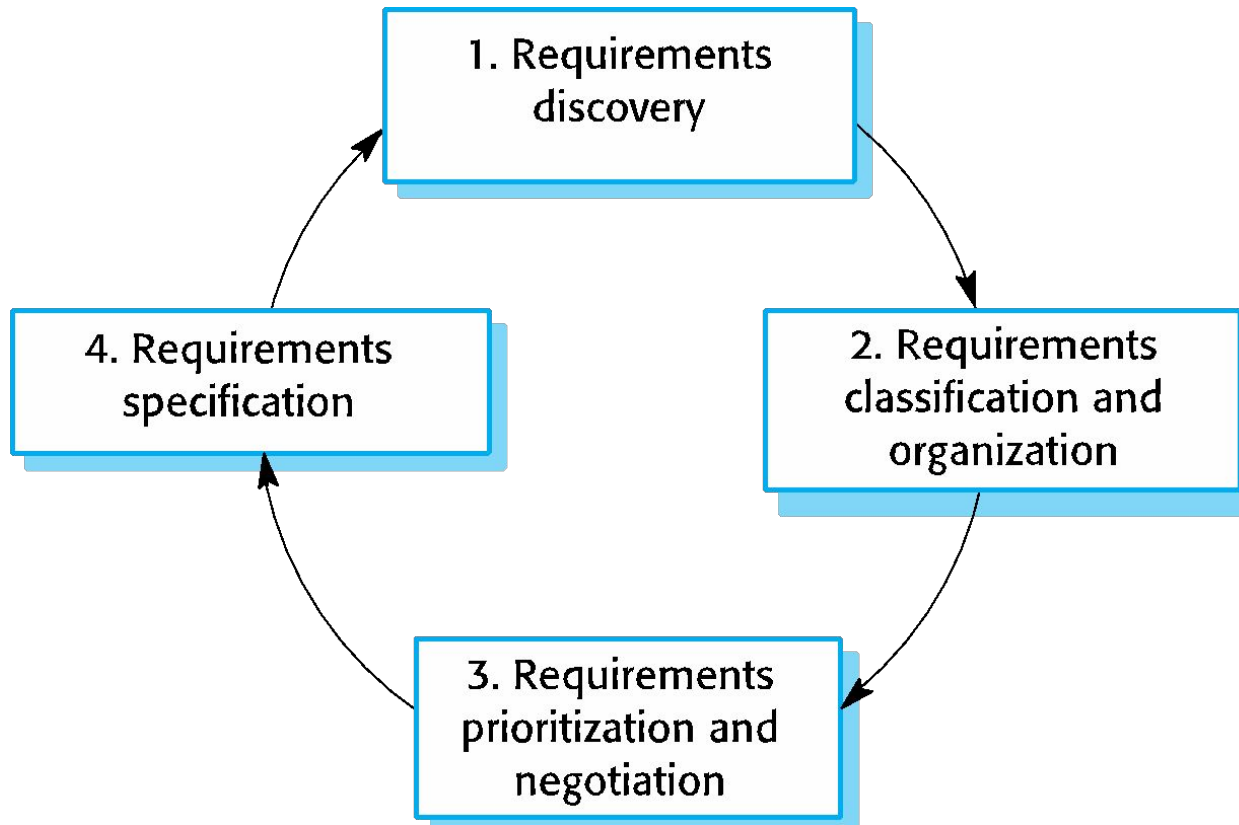 1. Requirements
discovery
2. Requirements
classification and
organization
3. Requirements
prioritization and
negotiation
4. Requirements
specification